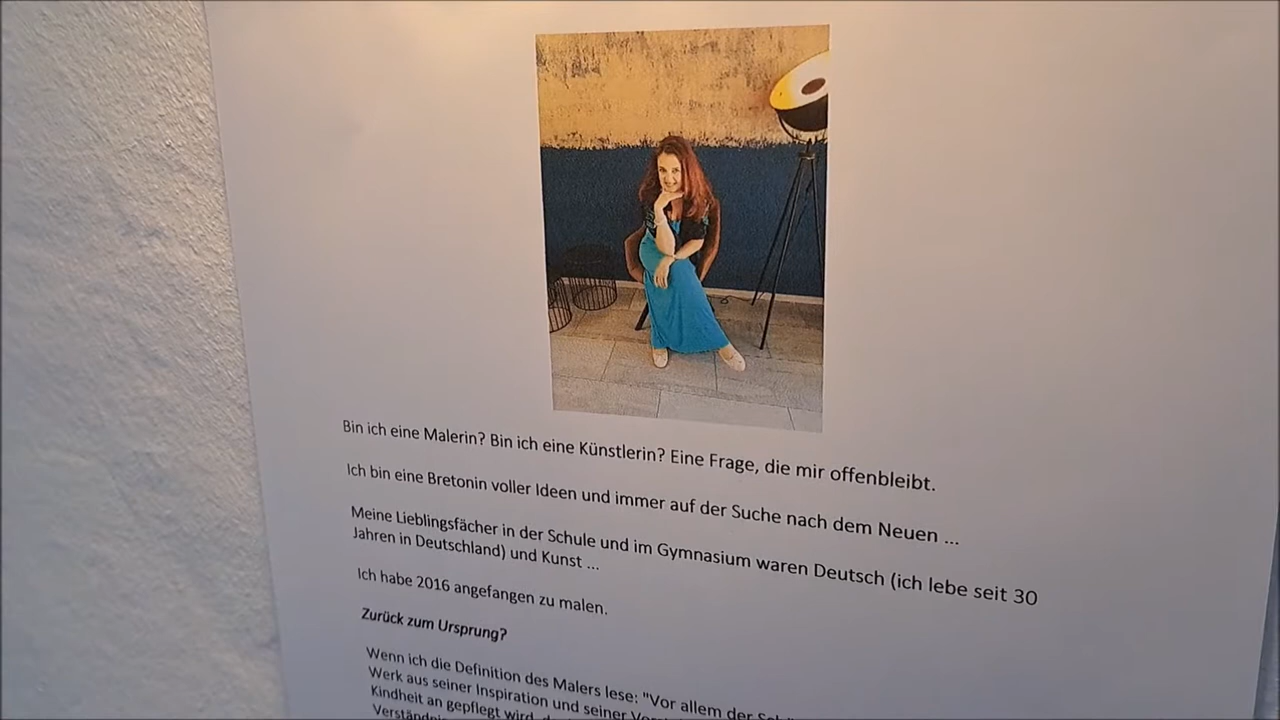 Bin ich eine Malerin? Bin ich eine Künstlerin? Eine Frage, die mir offenbleibt.
Ich bin eine Bretonin voller Ideen und immer auf der Suche nach dem Neuen ...
Meine Lieblingsfächer in der Schule und im Gymnasium waren Deutsch (ich lebe seit 30
Jahren in Deutschland) und Kunst ...
Ich habe 2016 angefangen zu malen.
Zurück zum Ursprung?
Wenn ich die Definition des Malers lese: "Vor allem der
Werk aus seiner Inspiration und seiner
Kindheit an gepflegt wird,